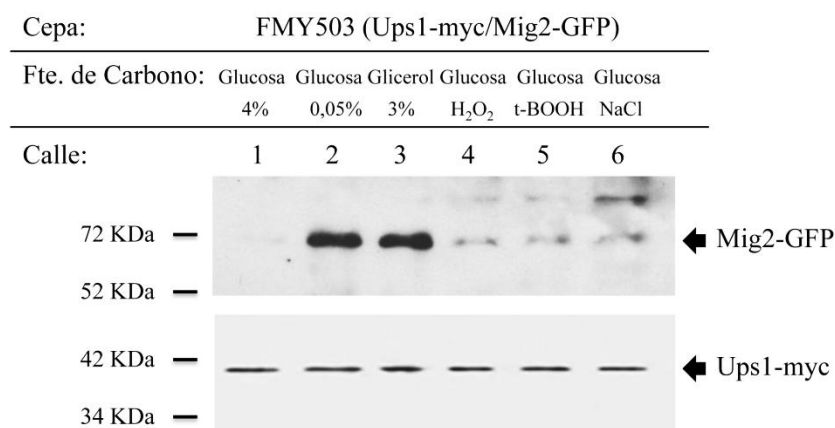 Cepa: FMY503 (Ups1-myc/Mig2-GFP)
Fte. de Carbono: Glucosa Glucosa Glicerol Glucosa Glucosa Glucosa
4% 0,05% 3% H₂O₂ t-BOOH NaCl
Calle: 1 2 3 4 5 6
72 KDa
Mig2-GFP
52 KDa
42 KDa
Ups1-myc
34 KDa